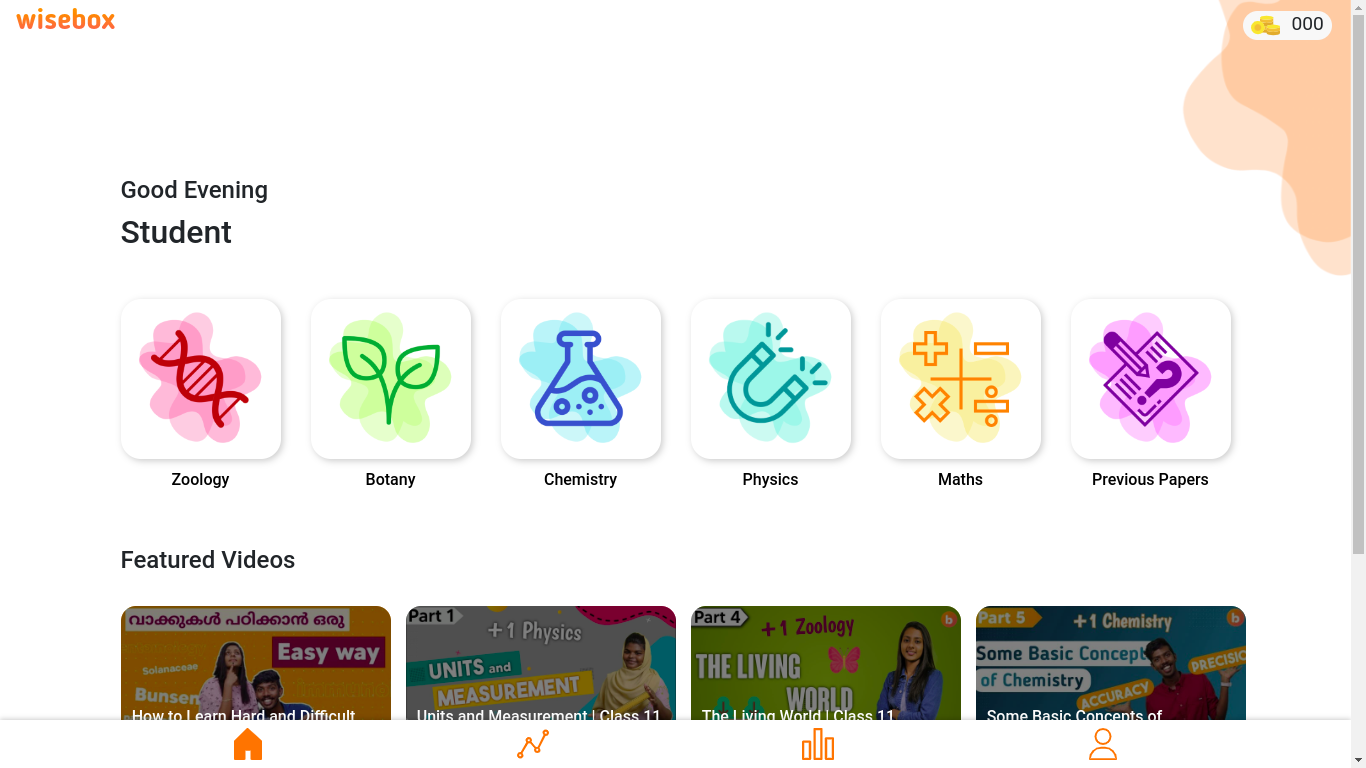 wisebox
000
Good Evening
Student
Zoology
Botany
Chemistry
Physics
Maths
Previous Papers
Featured Videos
വാക്കുകൾ പഠിക്കാൻ ഒരു
Easy way
Solanaceae
Bunsen
How to Learn Hard and Difficult
Part 1
+1 Physics
UNITS and
MEASUREMENT
Units and Measurement | Class 11
Part 4
b
+1 Zoology
THE LIVING
WORLD
The Living World | Class 11
Part 5
b
+1 Chemistry
Some Basic Concept
of Chemistry
PRECISIO
ACCURACY
Some Basic Concepts of